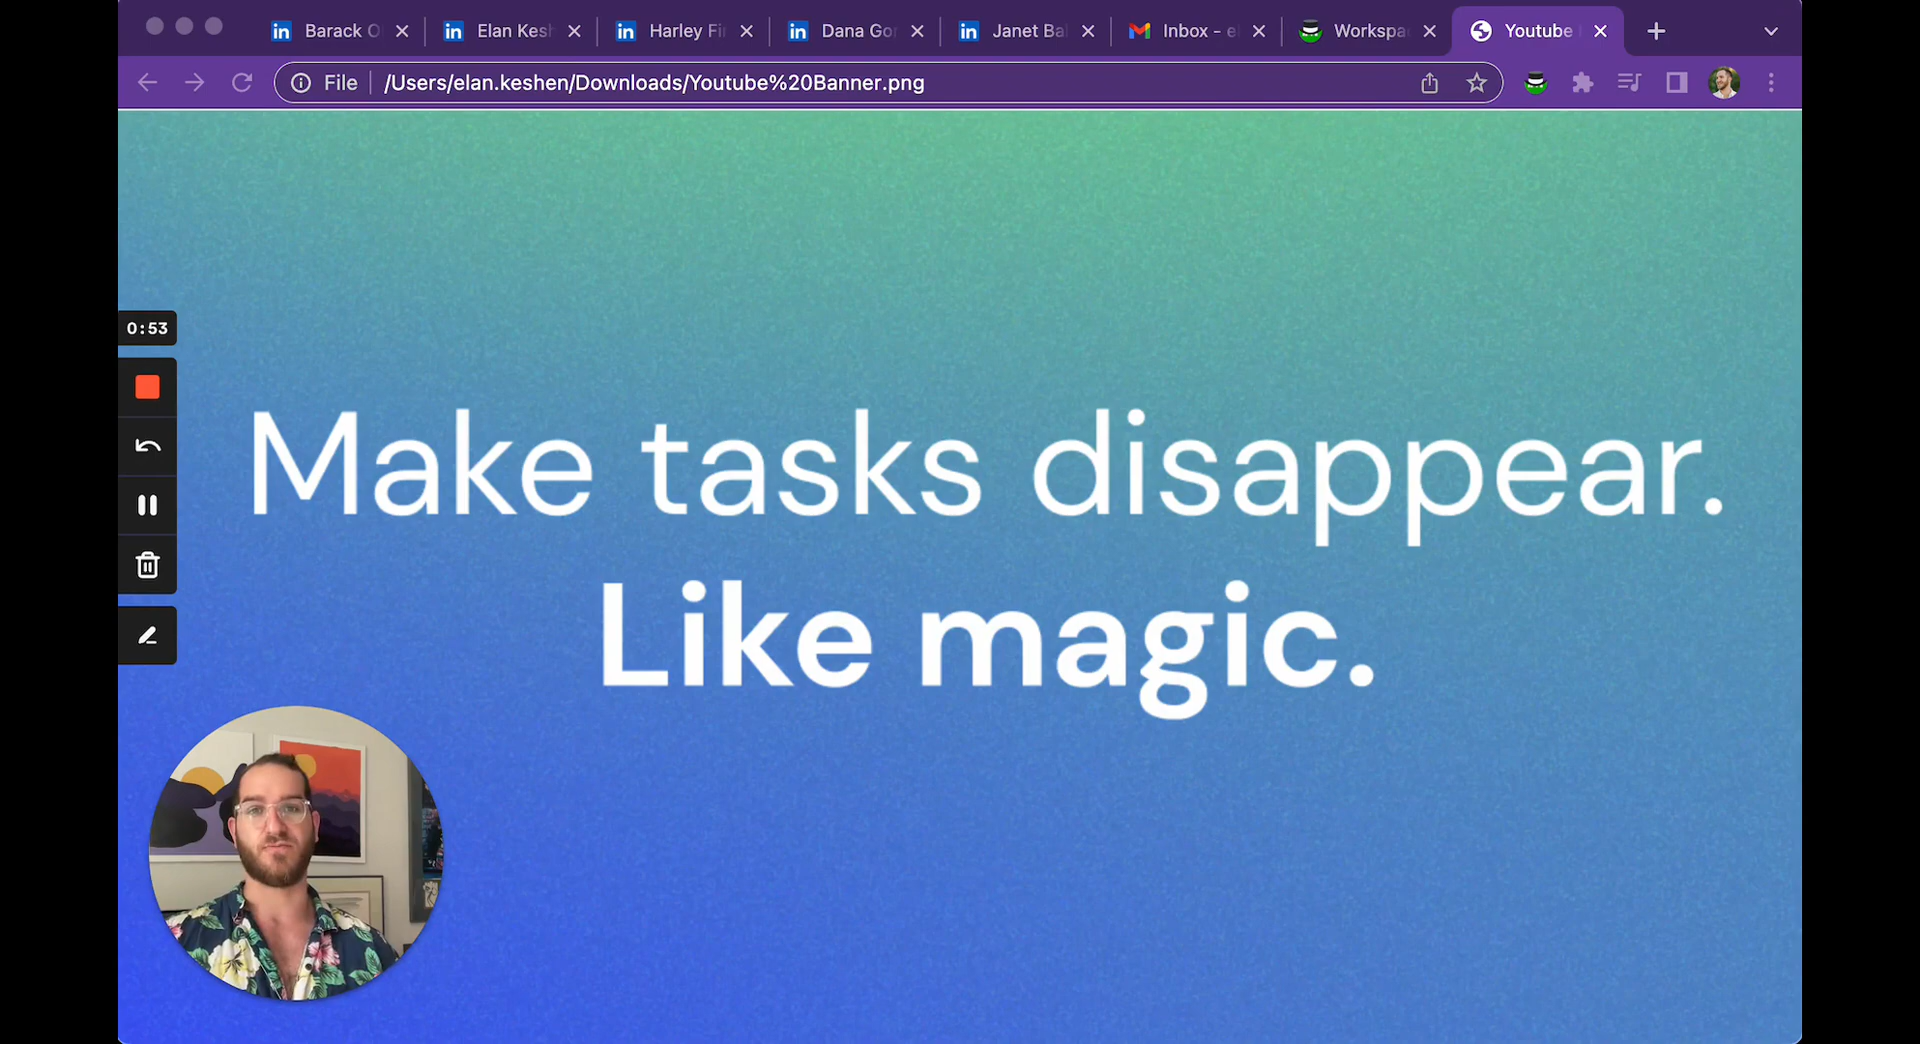 Barack O
Elan Kesh
Harley Fi
Dana Gor
Janet Ba
Inbox - e
Workspa
Youtube
File
/Users/elan.keshen/Downloads/Youtube%20Banner.png
0:53
Make tasks disappear.
Like magic.